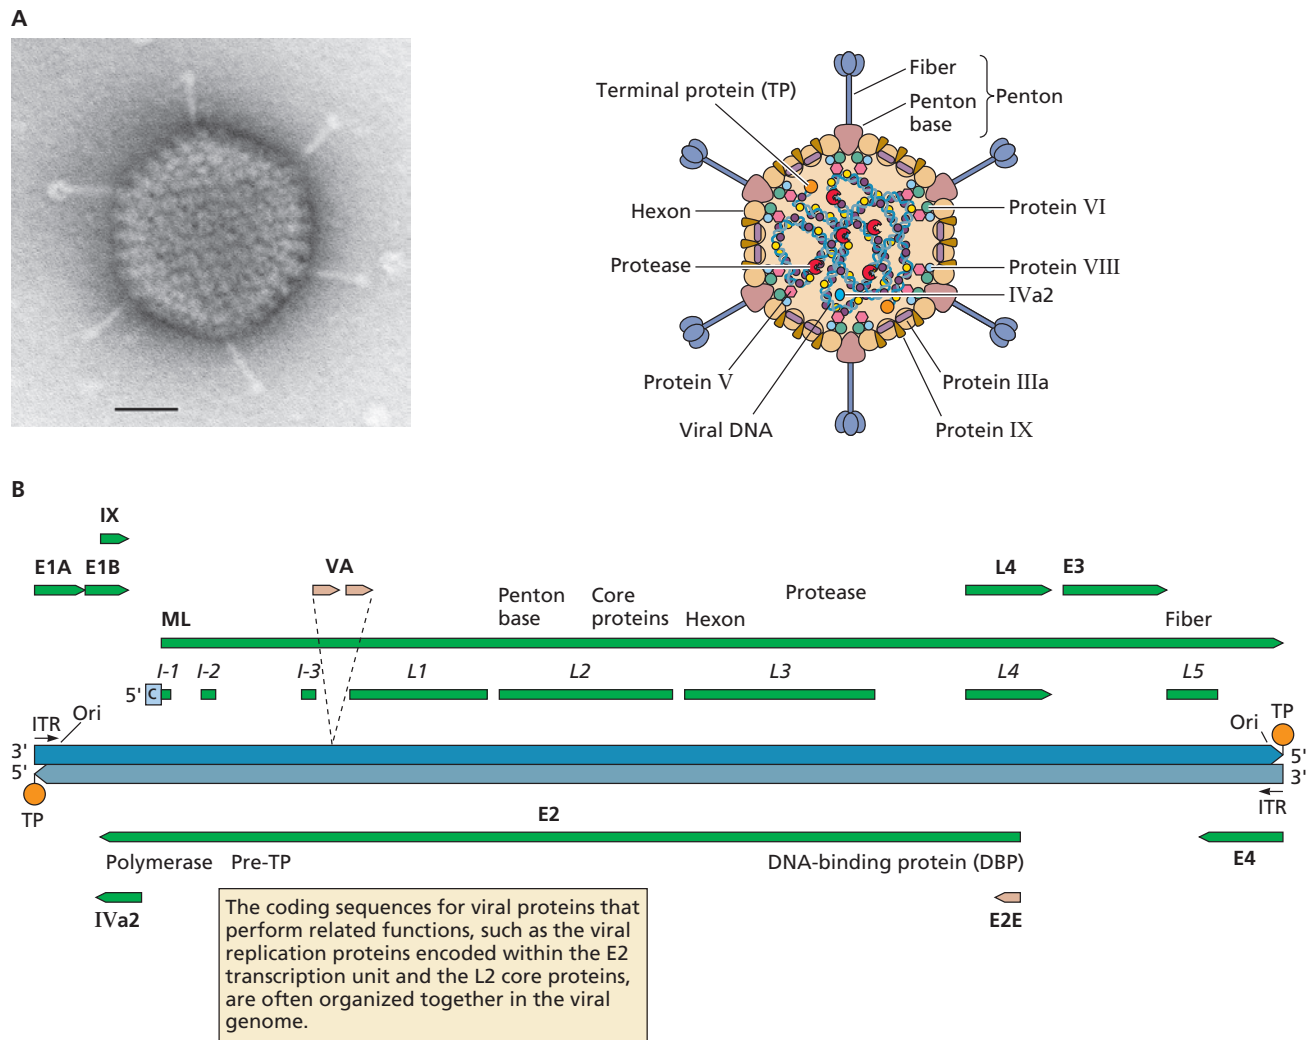 A
Terminal protein (TP)
Fiber
Penton
base
Penton
Hexon
Protease
Protein VI
Protein VIII
IVa2
Protein V
Viral DNA
Protein IIIa
Protein IX
B
IX
E1A
E1B
VA
L4
E3
ML
Penton
base
Core
proteins
Hexon
Protease
Fiber
5'
C
I-1
I-2
I-3
L1
L2
L3
L4
L5
ITR
Ori
Ori
TP
3'
5'
5'
3'
TP
ITR
E2
Polymerase
Pre-TP
DNA-binding protein (DBP)
E4
IVa2
E2E
The coding sequences for viral proteins that
perform related functions, such as the viral
replication proteins encoded within the E2
transcription unit and the L2 core proteins,
are often organized together in the viral
genome.